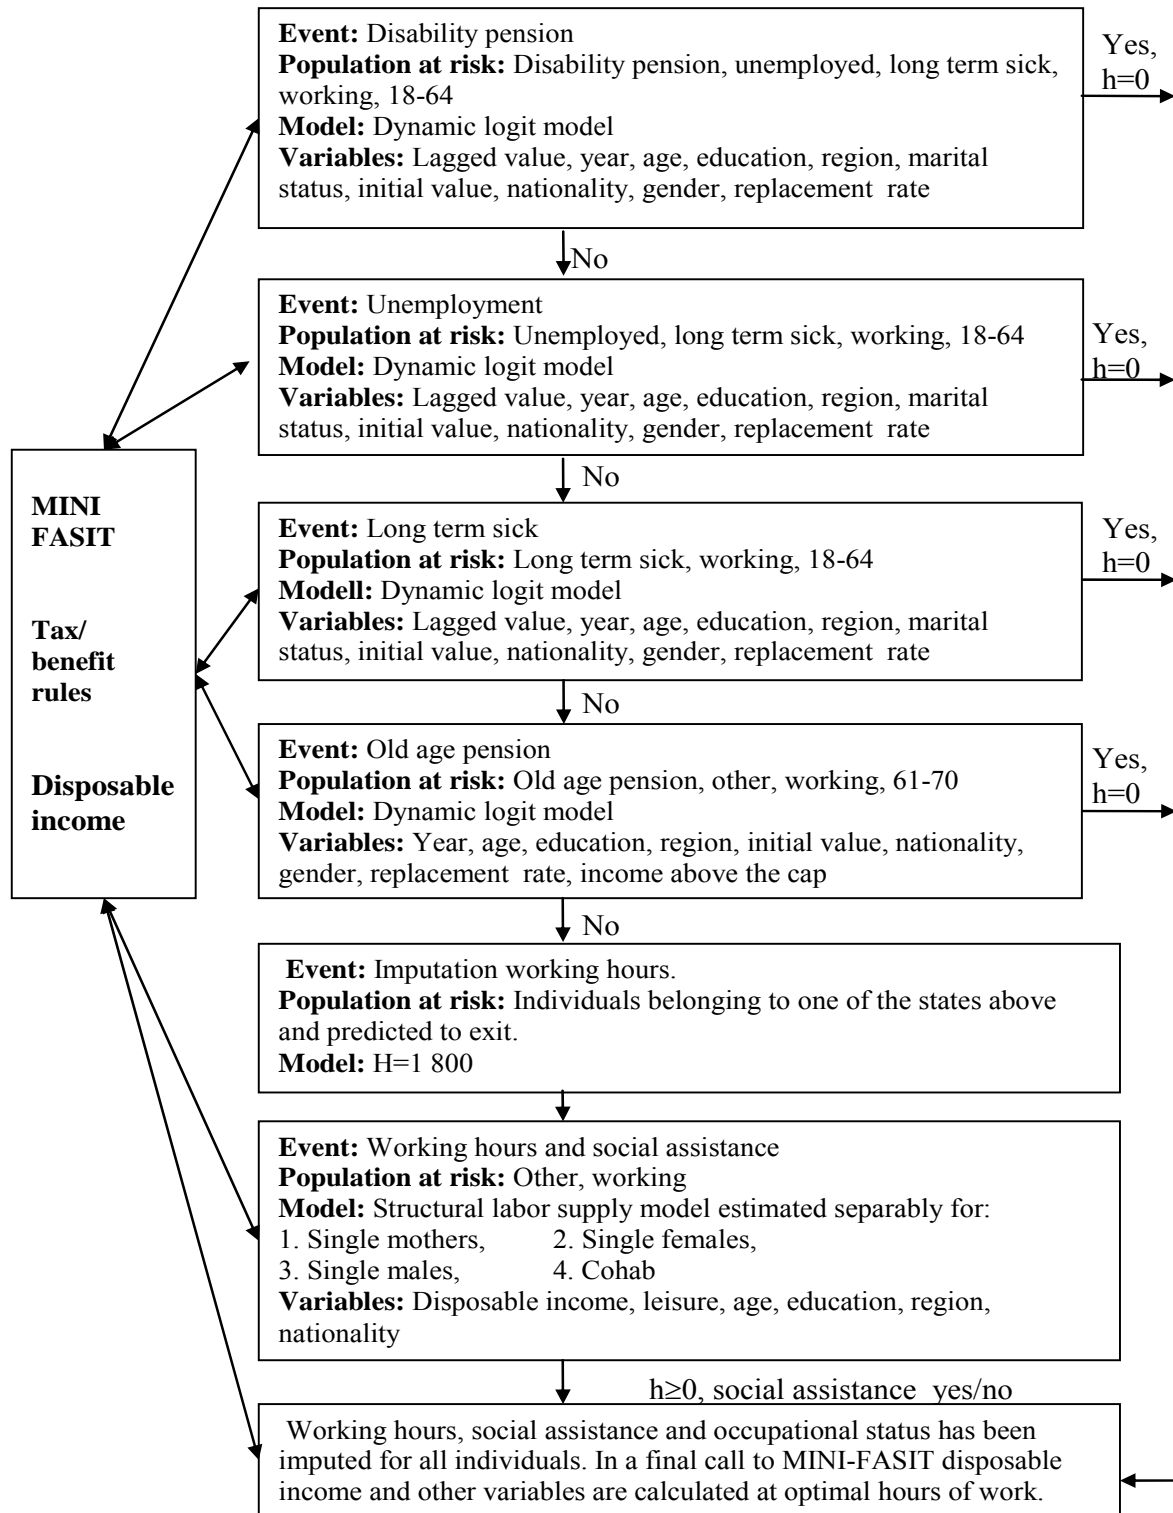 Event: Disability pension
Population at risk: Disability pension, unemployed, long term sick,
working, 18-64
Model: Dynamic logit model
Variables: Lagged value, year, age, education, region, marital
status, initial value, nationality, gender, replacement  rate
Yes,
h=0
No
Event: Unemployment
Population at risk: Unemployed, long term sick, working, 18-64
Model: Dynamic logit model
Variables: Lagged value, year, age, education, region, marital
status, initial value, nationality, gender, replacement  rate
Yes,
h=0
No
MINI
FASIT
Tax/
benefit
rules
Disposable
income
Event: Long term sick
Population at risk: Long term sick, working, 18-64
Modell: Dynamic logit model
Variables: Lagged value, year, age, education, region, marital
status, initial value, nationality, gender, replacement  rate
Yes,
h=0
No
Event: Old age pension
Population at risk: Old age pension, other, working, 61-70
Model: Dynamic logit model
Variables: Year, age, education, region, initial value, nationality,
gender, replacement  rate, income above the cap
Yes,
h=0
No
Event: Imputation working hours.
Population at risk: Individuals belonging to one of the states above
and predicted to exit.
Model: H=1 800
Event: Working hours and social assistance
Population at risk: Other, working
Model: Structural labor supply model estimated separably for:
1. Single mothers, 2. Single females,
3. Single males, 4. Cohab
Variables: Disposable income, leisure, age, education, region,
nationality
h≥0, social assistance  yes/no
Working hours, social assistance and occupational status has been
imputed for all individuals. In a final call to MINI-FASIT disposable
income and other variables are calculated at optimal hours of work.